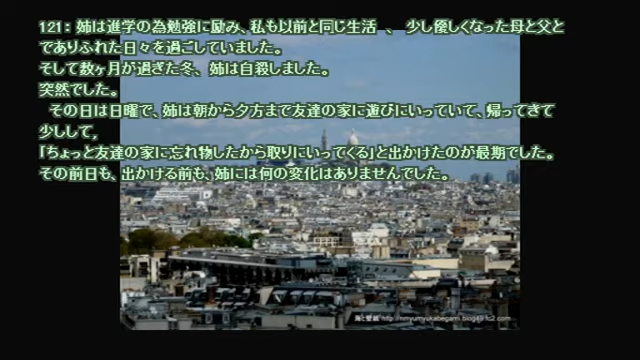 121： 姉は進学の為勉強に励み、私も以前と同じ生活　、　少し優しくなった母と父と
でありふれた日々を過ごしていました。
そして数ヶ月が過ぎた冬、姉は自殺しました。
突然でした。
　その日は日曜で、姉は朝から夕方まで友達の家に遊びにいっていて、帰ってきて
少しして,
「ちょっと友達の家に忘れ物したから取りにいってくる」と出かけたのが最期でした。
その前日も、出かける前も、姉には何の変化はありませんでした。
海と壁紙 http://nmyumyukabegami.blog49.fc2.com